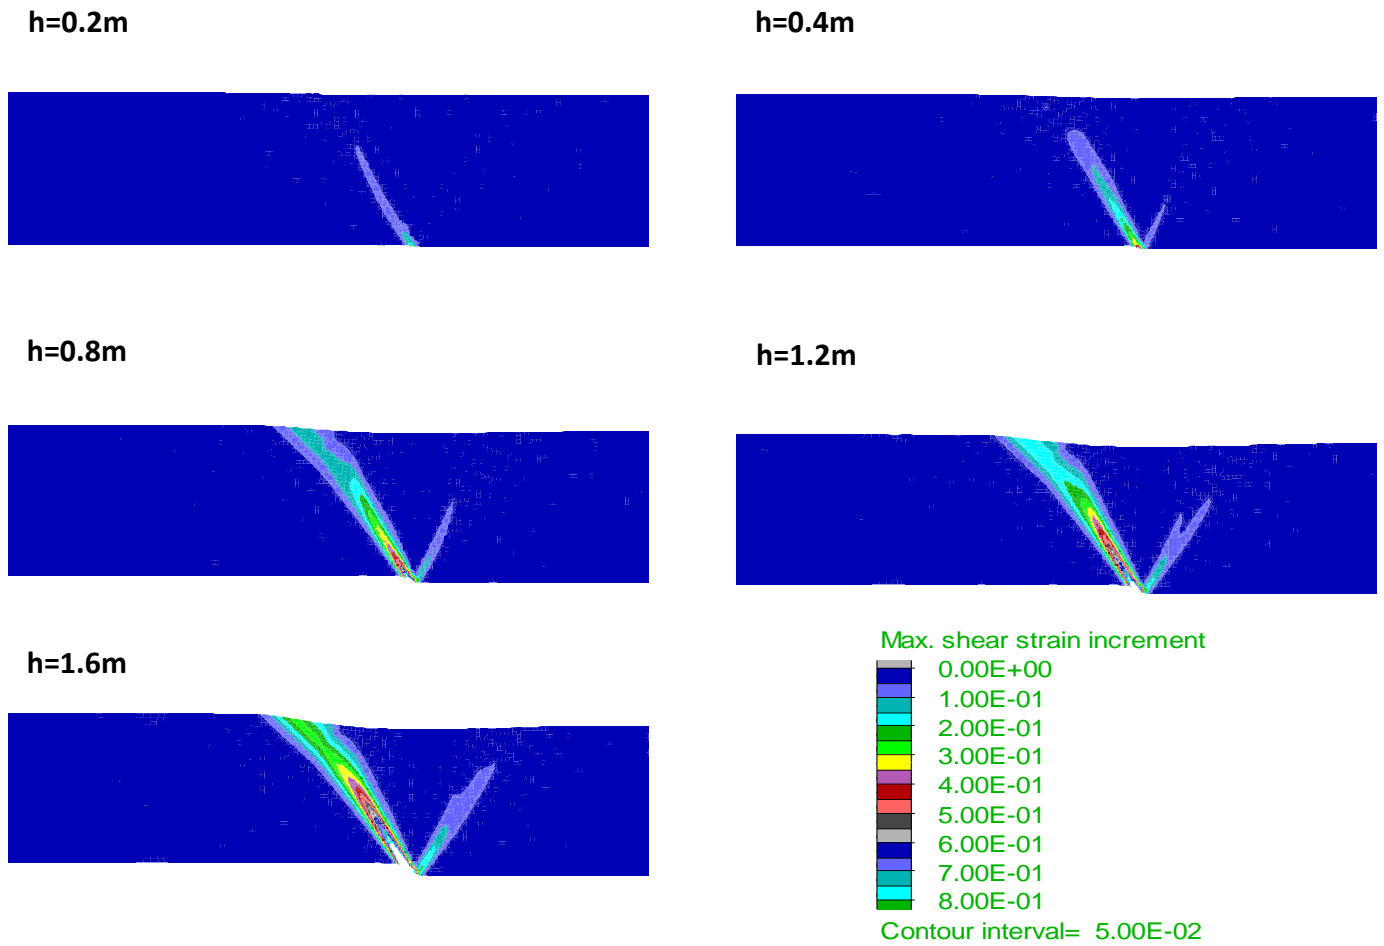 h=0.2m
h=0.4m
h=0.8m
h=1.2m
h=1.6m
Max. shear strain increment
0.00E+00
1.00E-01
2.00E-01
3.00E-01
4.00E-01
5.00E-01
6.00E-01
7.00E-01
8.00E-01
Contour interval= 5.00E-02